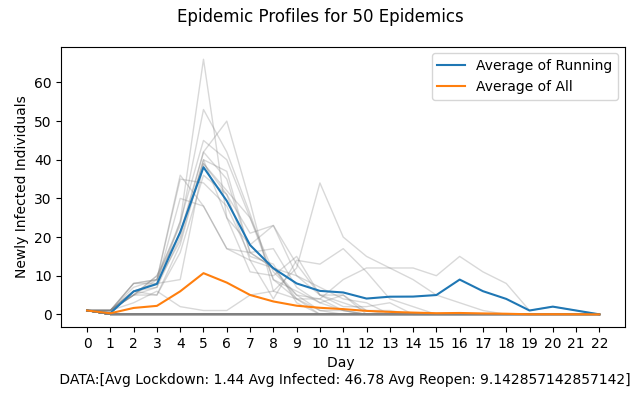 Epidemic Profiles for 50 Epidemics
Newly Infected Individuals
Average of Running
Average of All
60
50
40
30
20
10
0
0 1 2 3 4 5 6 7 8 9 10 11 12 13 14 15 16 17 18 19 20 21 22
Day
DATA:[Avg Lockdown: 1.44 Avg Infected: 46.78 Avg Reopen: 9.142857142857142]